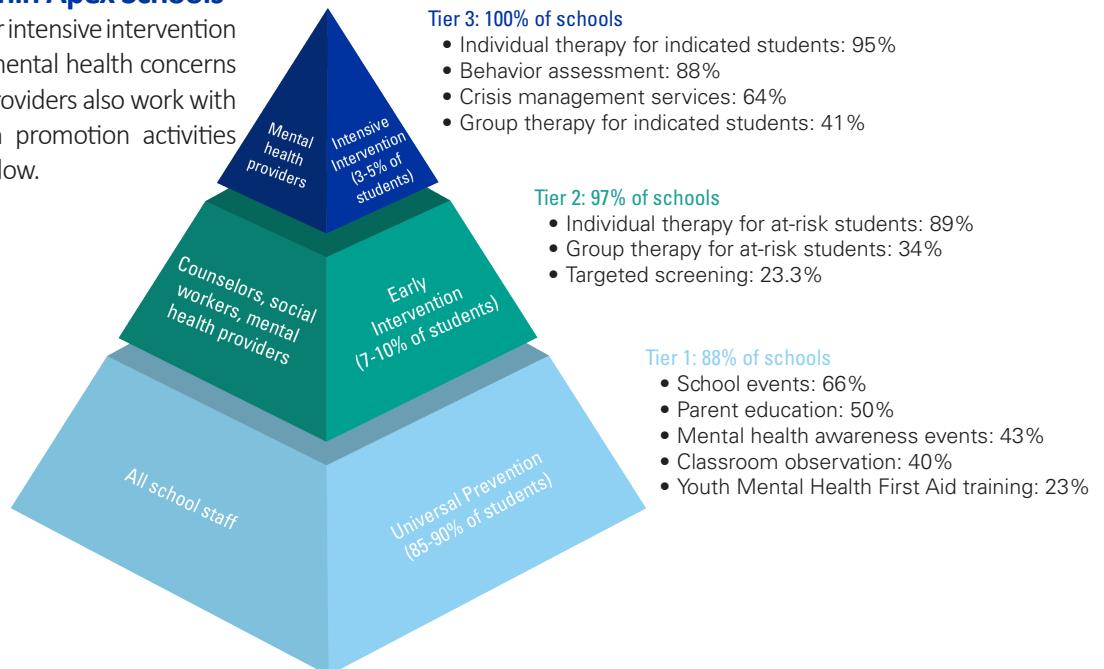 Apex Schools
r intensive intervention
mental health concerns
roviders also work with
promotion activities
low.
Tier 3: 100% of schools
• Individual therapy for indicated students: 95%
• Behavior assessment: 88%
• Crisis management services: 64%
• Group therapy for indicated students: 41%
Mental
health
providers
Intensive
Intervention
(3-5% of
students)
Tier 2: 97% of schools
• Individual therapy for at-risk students: 89%
• Group therapy for at-risk students: 34%
• Targeted screening: 23.3%
Counselors, social
workers, mental
health providers
Early
Intervention
(7-10% of students)
Tier 1: 88% of schools
• School events: 66%
• Parent education: 50%
• Mental health awareness events: 43%
• Classroom observation: 40%
• Youth Mental Health First Aid training: 23%
All school staff
Universal Prevention
(85-90% of students)